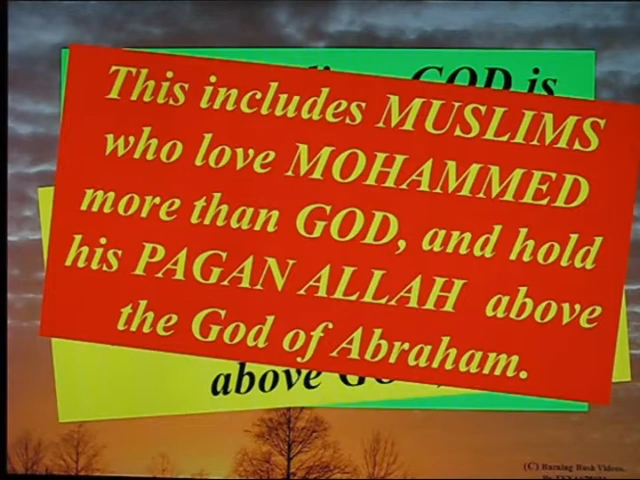 GOD is
This includes MUSLIMS
who love MOHAMMED
more than GOD, and hold
his PAGAN ALLAH above
the God of Abraham.
above
(C) Burning Bush Videos.